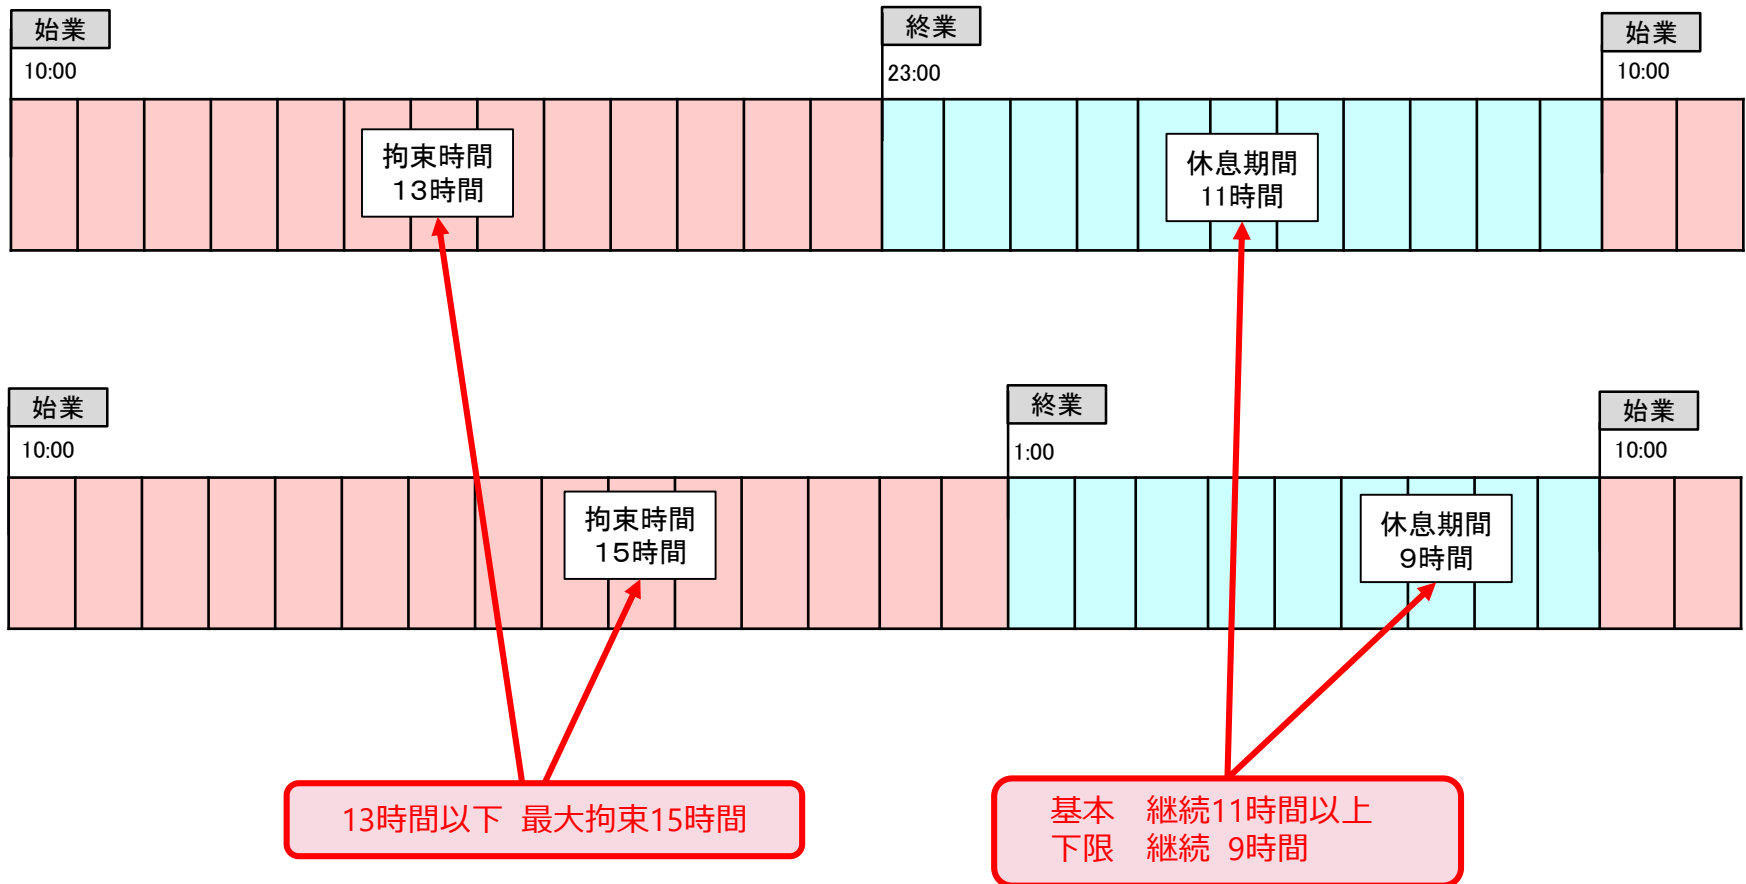 始業
終業
始業
10:00
23:00
10:00
拘束時間
13時間
休息期間
11時間
始業
終業
始業
10:00
1:00
10:00
拘束時間
15時間
休息期間
9時間
13時間以下 最大拘束15時間
基本　継続11時間以上
下限　継続 9時間